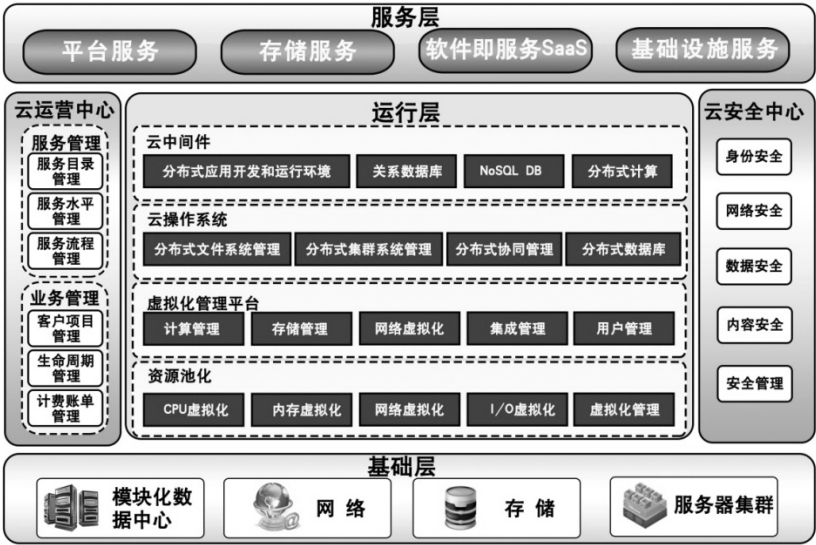 服务层
平台服务
存储服务
软件即服务SaaS
基础设施服务
云运营中心
服务管理
服务目录
管理
服务水平
管理
服务流程
管理
业务管理
客户项目
管理
生命周期
管理
计费账单
管理
运行层
云中间件
分布式应用开发和运行环境
关系数据库
NoSQL DB
分布式计算
云操作系统
分布式文件系统管理
分布式集群系统管理
分布式协同管理
分布式数据库
虚拟化管理平台
计算管理
存储管理
网络虚拟化
集成管理
用户管理
资源池化
CPU虚拟化
内存虚拟化
网络虚拟化
I/O虚拟化
虚拟化管理
云安全中心
身份安全
网络安全
数据安全
内容安全
安全管理
基础层
模块化数
据中心
网 络
存 储
服务器集群